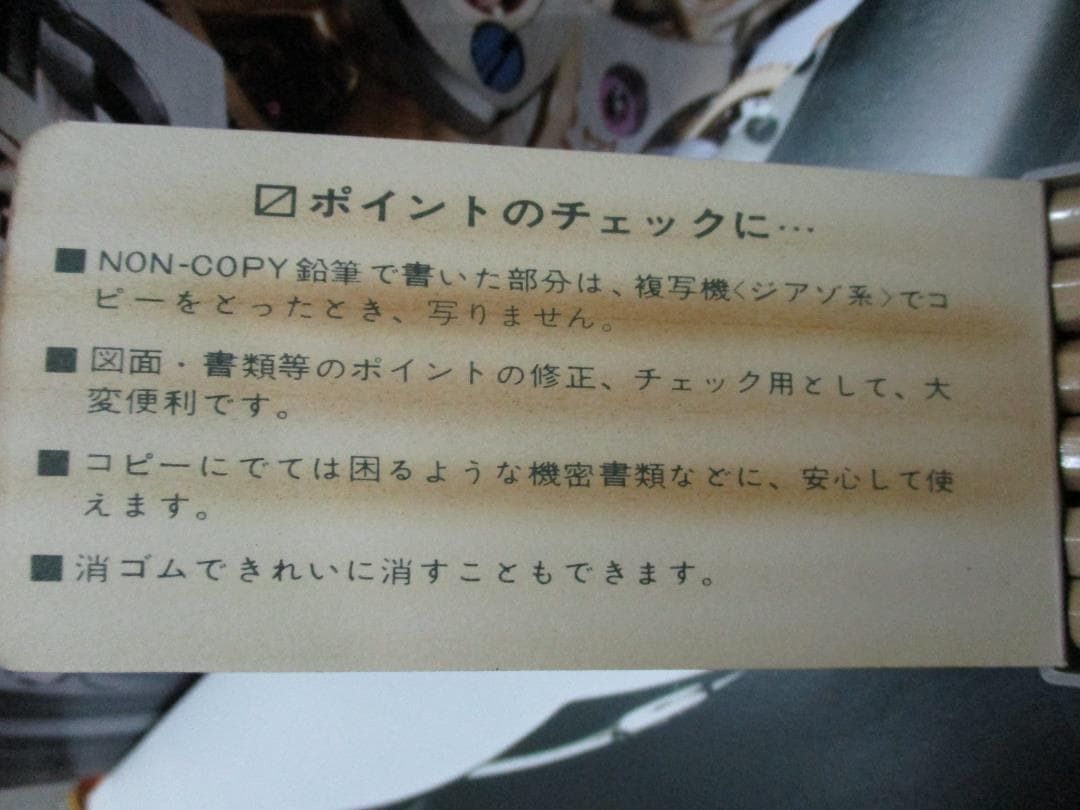 ☑ポイントのチェックに…
■ NON-COPY鉛筆で書いた部分は、複写機〈ジアゾ系〉でコ
ピーをとったとき、写りません。
■ 図面・書類等のポイントの修正、チェック用として、大
変便利です。
■ コピーにでては困るような機密書類などに、安心して使
えます。
■ 消ゴムできれいに消すこともできます。